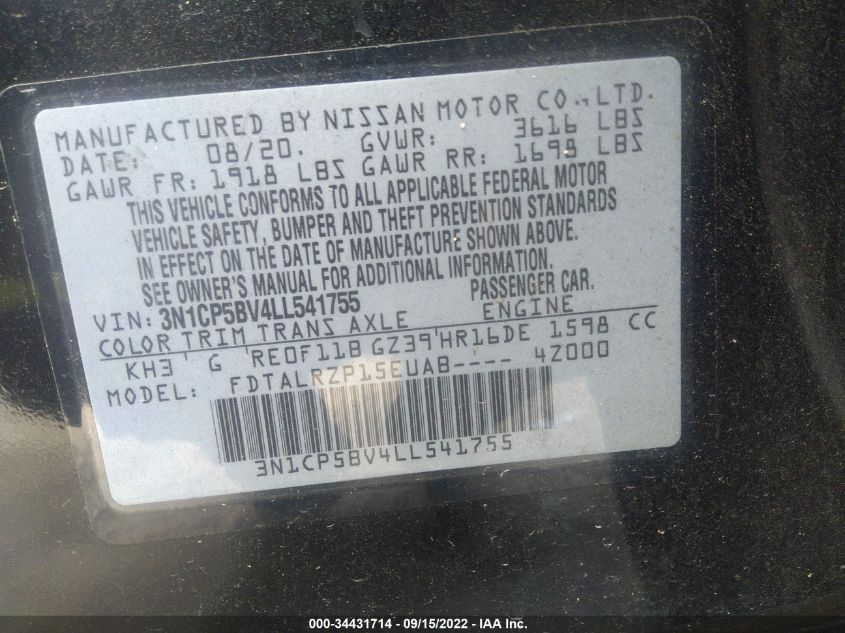 MANUFACTURED BY NISSAN MOTOR CO., LTD.
DATE: 08/20. GVWR: 3616 LBS
GAWR FR: 1918 LBS GAWR RR: 1698 LBS
THIS VEHICLE CONFORMS TO ALL APPLICABLE FEDERAL MOTOR
VEHICLE SAFETY, BUMPER AND THEFT PREVENTION STANDARDS
IN EFFECT ON THE DATE OF MANUFACTURE SHOWN ABOVE.
SEE OWNER'S MANUAL FOR ADDITIONAL INFORMATION.
VIN: 3N1CP5BV4LL541755 PASSENGER CAR.
COLOR TRIM TRANS AXLE ENGINE
KH3 G RE0F11B GZ39 HR16DE 1598 CC
MODEL: FDTALRZP15EUAB---- 4Z000
3N1CP5BV4LL541755
000-34431714 - 09/15/2022 - IAA Inc.